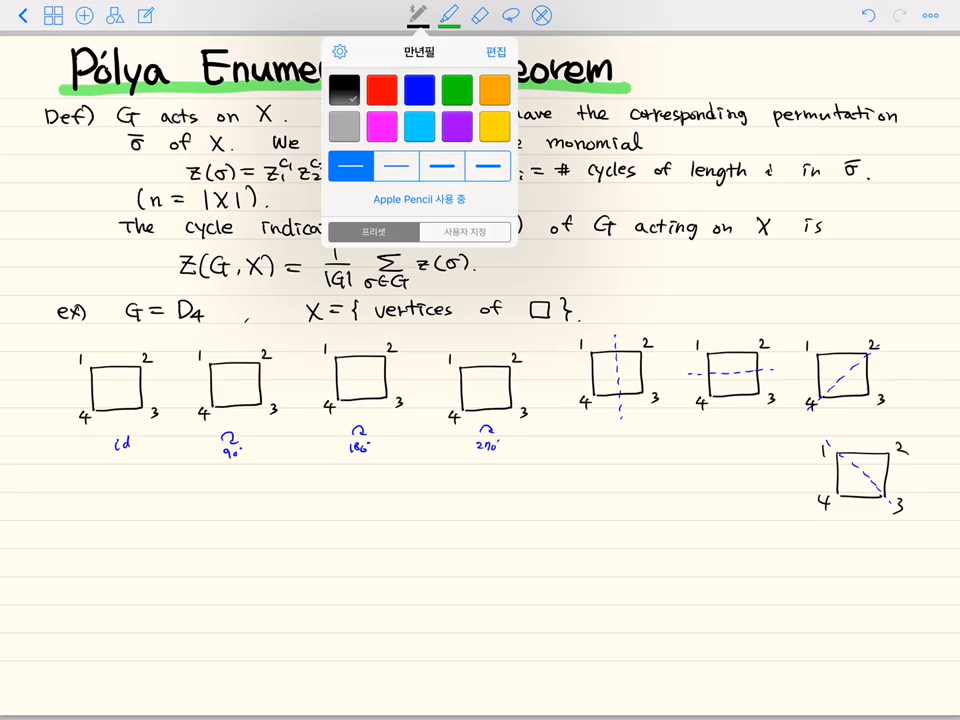 만년필 편집
Pólya Enume orem
Def) G acts on X. ave the corresponding permutation
σ̄ of X. We e monomial
z(σ) = z₁^c₁ z₂^c₂ = # cycles of length i in σ̄.
(n = |X|).
Apple Pencil 사용 중
The cycle indica ) of G acting on X is
프리셋 사용자 지정
Z(G,X) = 1/|G| Σ_{σ∈G} z(σ).
ex) G = D₄ , X = { vertices of □ }.
1 2 1 2 1 2 1 2 1 2 1 2 1 2
4 3 4 3 4 3 4 3 4 3 4 3 4 3
id 90° 180° 270°
1 2
4 3